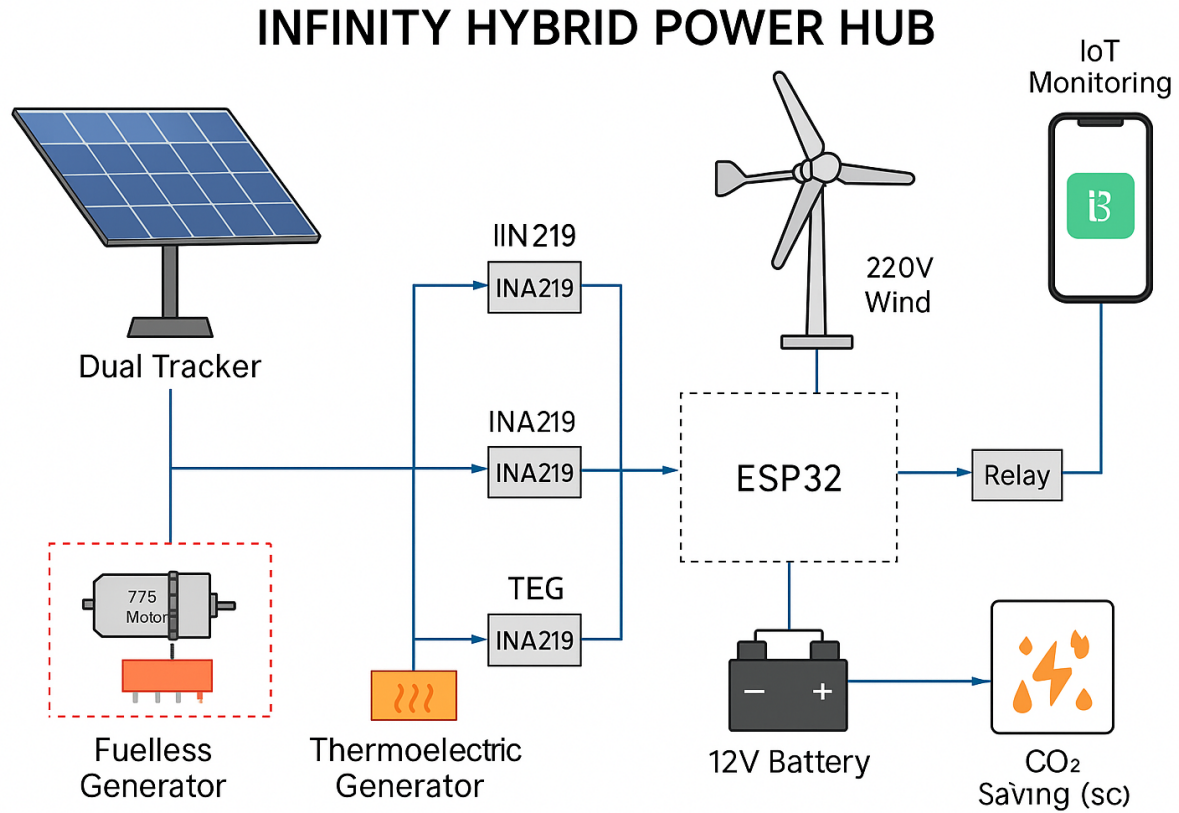 INFINITY HYBRID POWER HUB
IoT
Monitoring
Dual Tracker
IIN219
INA219
INA219
INA219
TEG
INA219
220V
Wind
ESP32
Relay
775
Motor
Fuelless
Generator
Thermoelectric
Generator
12V Battery
CO₂
Saving (sc)